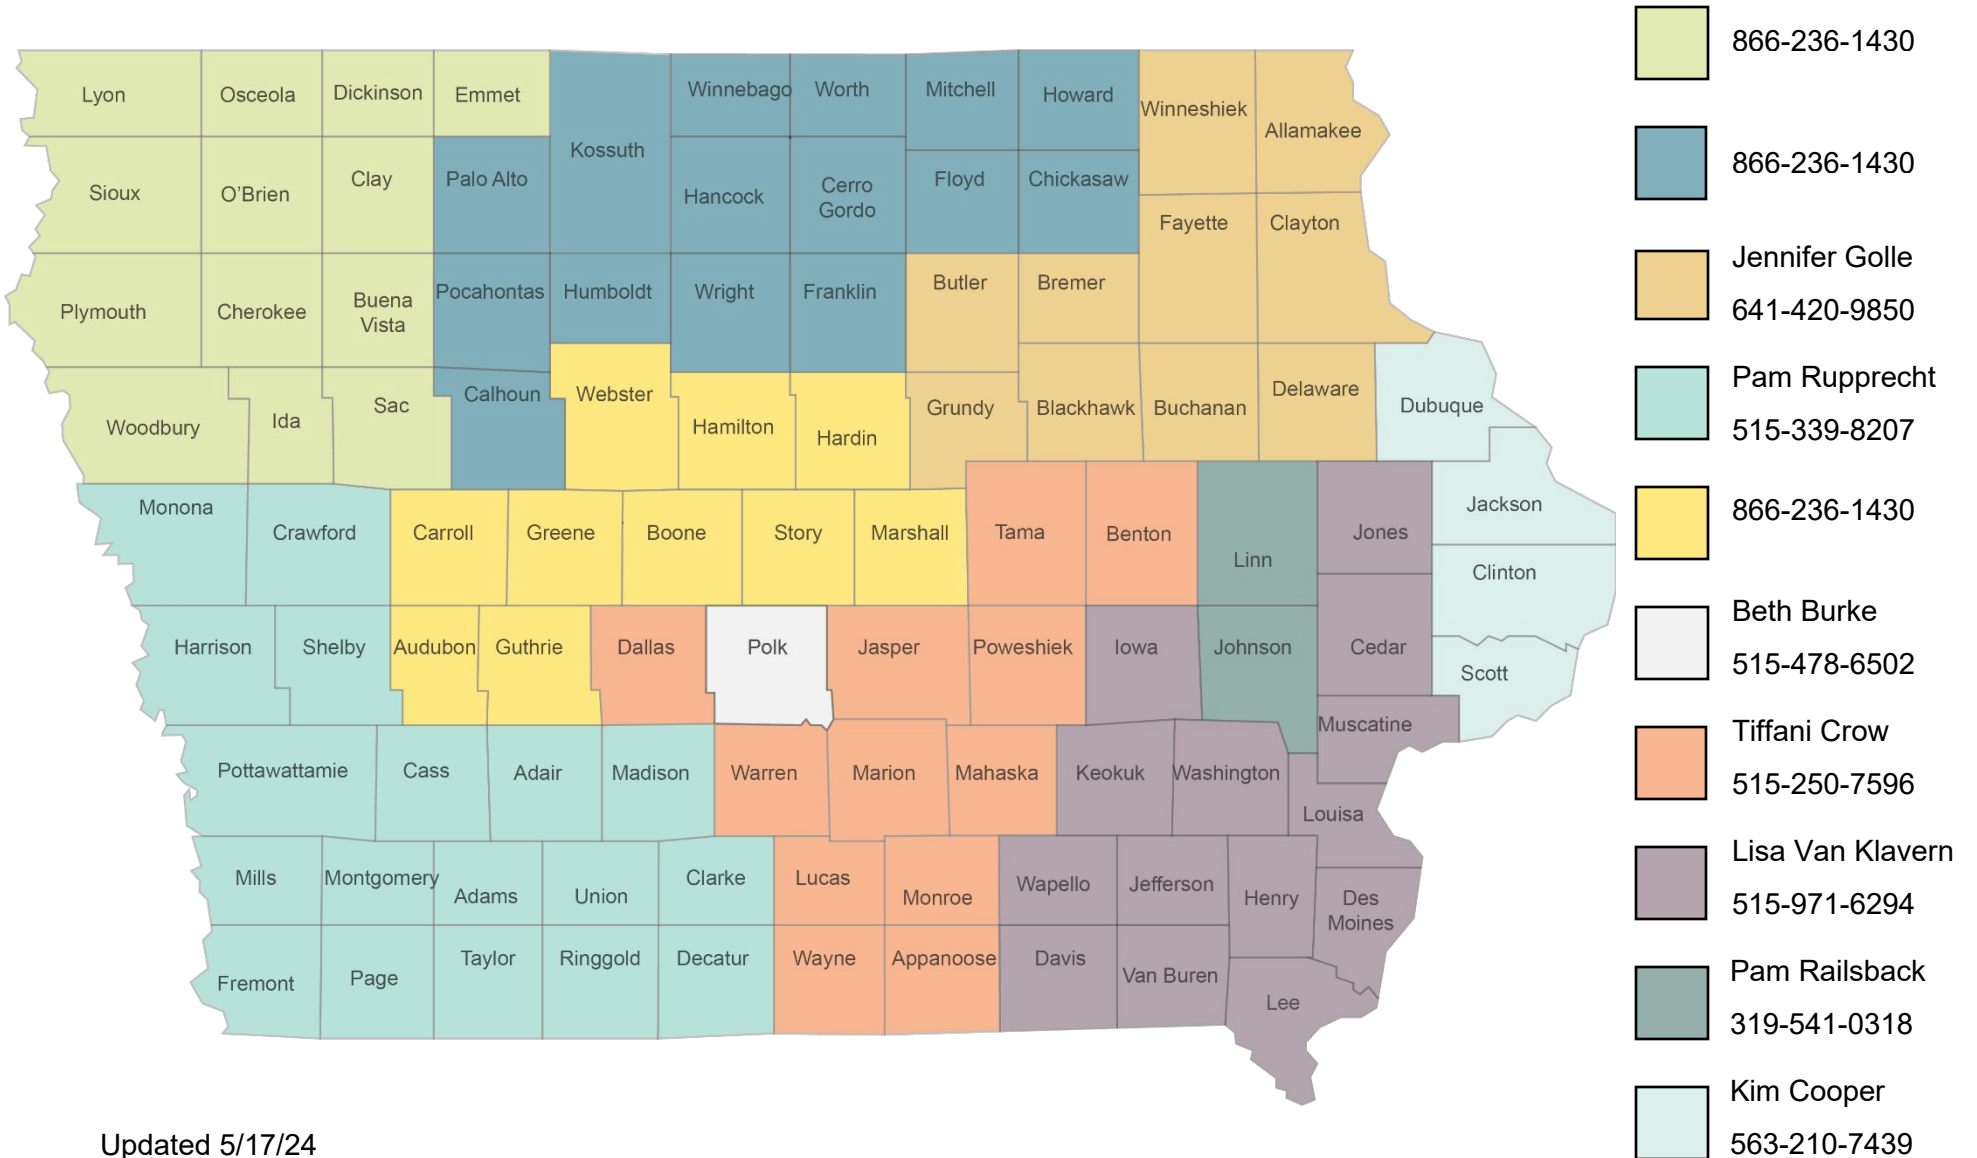 Lyon
Osceola
Dickinson
Emmet
Kossuth
Winnebago
Worth
Mitchell
Howard
Winneshiek
Allamakee
Sioux
O’Brien
Clay
Palo Alto
Hancock
Cerro
Gordo
Floyd
Chickasaw
Fayette
Clayton
Plymouth
Cherokee
Buena
Vista
Pocahontas
Humboldt
Wright
Franklin
Butler
Bremer
Woodbury
Ida
Sac
Calhoun
Webster
Hamilton
Hardin
Grundy
Blackhawk
Buchanan
Delaware
Dubuque
Monona
Crawford
Carroll
Greene
Boone
Story
Marshall
Tama
Benton
Linn
Jones
Jackson
Clinton
Harrison
Shelby
Audubon
Guthrie
Dallas
Polk
Jasper
Poweshiek
Iowa
Johnson
Cedar
Scott
Muscatine
Pottawattamie
Cass
Adair
Madison
Warren
Marion
Mahaska
Keokuk
Washington
Louisa
Mills
Montgomery
Adams
Union
Clarke
Lucas
Monroe
Wapello
Jefferson
Henry
Des
Moines
Fremont
Page
Taylor
Ringgold
Decatur
Wayne
Appanoose
Davis
Van Buren
Lee
866-236-1430
866-236-1430
Jennifer Golle
641-420-9850
Pam Rupprecht
515-339-8207
866-236-1430
Beth Burke
515-478-6502
Tiffani Crow
515-250-7596
Lisa Van Klavern
515-971-6294
Pam Railsback
319-541-0318
Kim Cooper
563-210-7439
Updated 5/17/24